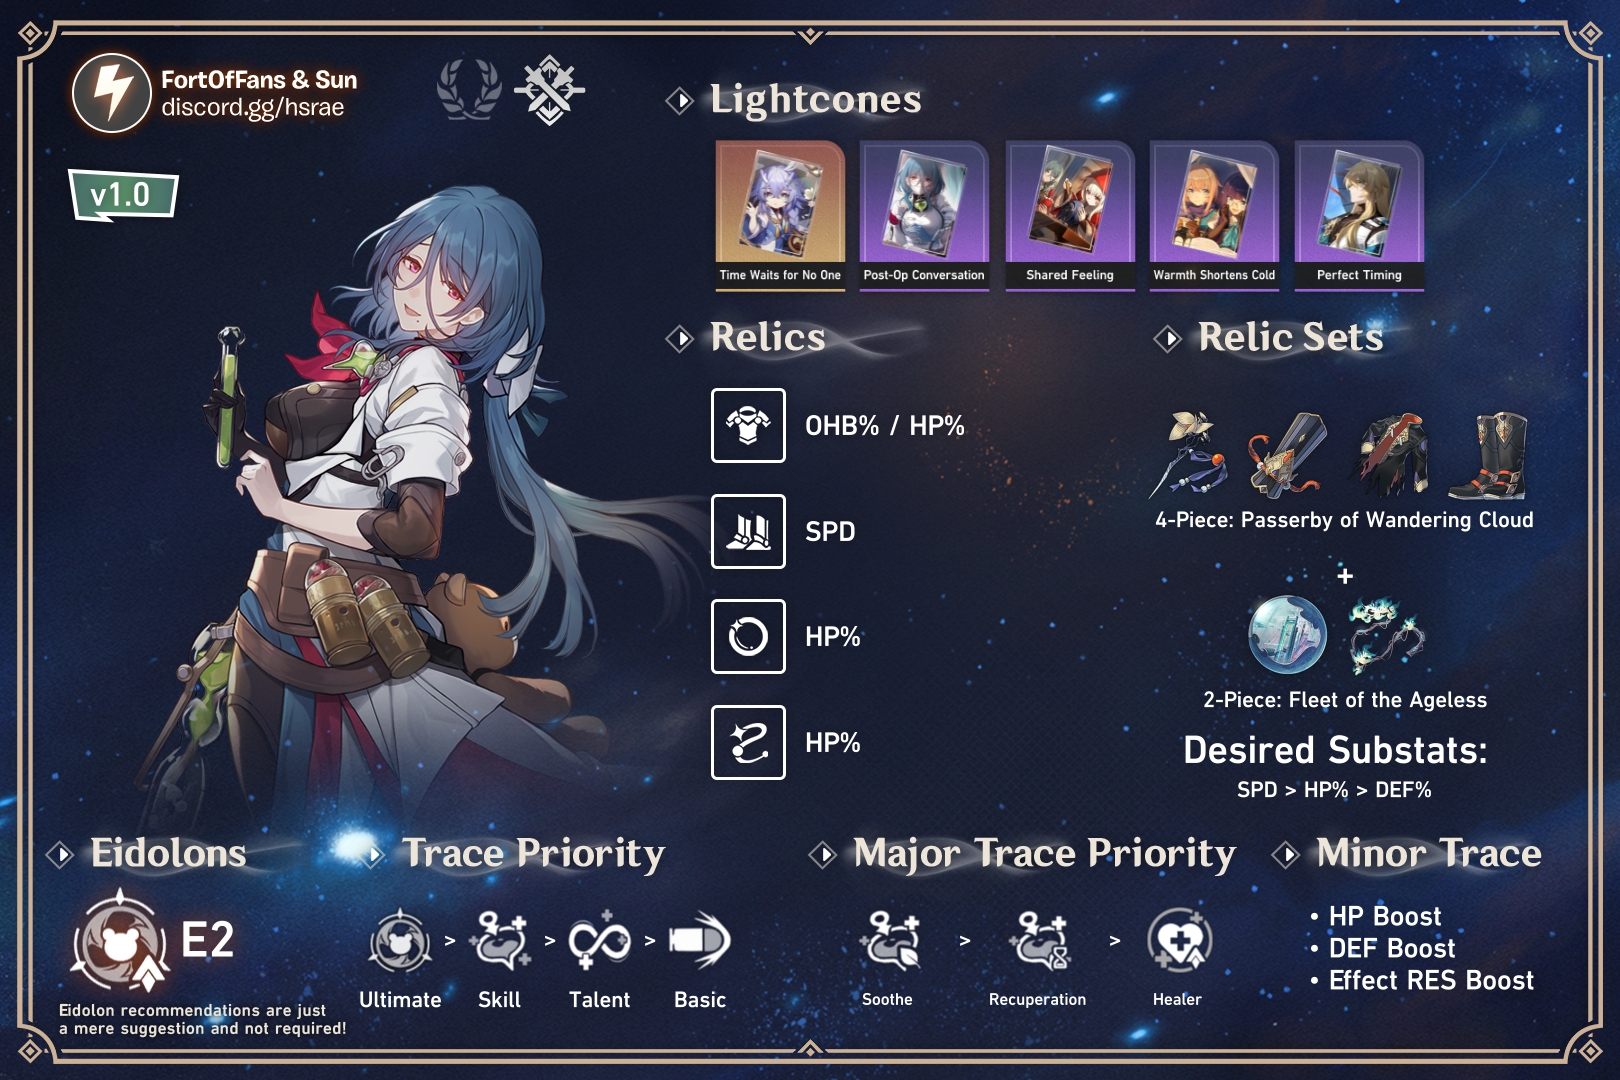 FortOfFans & Sun
discord.gg/hsrae
v1.0
Lightcones
Time Waits for No One
Post-Op Conversation
Shared Feeling
Warmth Shortens Cold
Perfect Timing
Relics
OHB% / HP%
SPD
HP%
HP%
Relic Sets
4-Piece: Passerby of Wandering Cloud
+
2-Piece: Fleet of the Ageless
Desired Substats:
SPD > HP% > DEF%
Eidolons
E2
Eidolon recommendations are just
a mere suggestion and not required!
Trace Priority
> > >
Ultimate Skill Talent Basic
Major Trace Priority
> >
Soothe Recuperation Healer
Minor Trace
• HP Boost
• DEF Boost
• Effect RES Boost